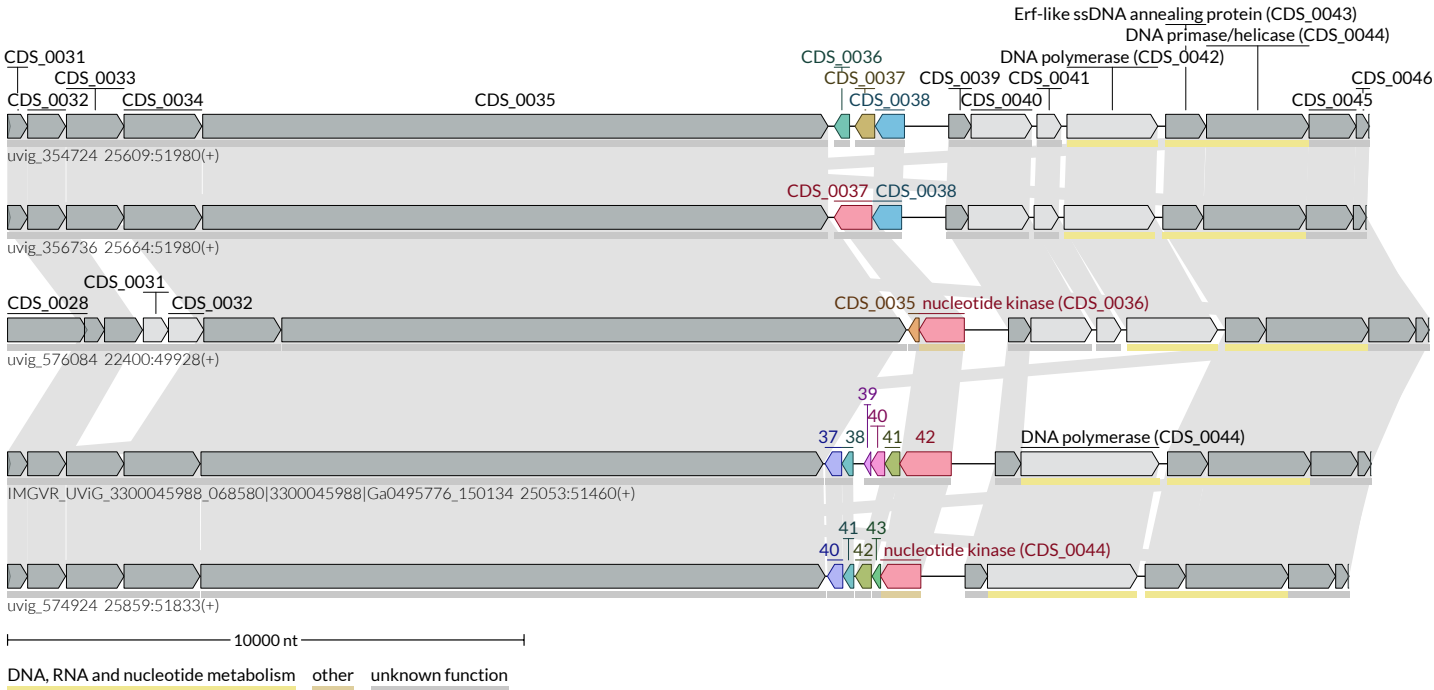 Erf-like ssDNA annealing protein (CDS_0043)
DNA primase/helicase (CDS_0044)
CDS_0031 CDS_0036 DNA polymerase (CDS_0042)
CDS_0033 CDS_0037 CDS_0039 CDS_0041 CDS_0046
CDS_0032 CDS_0034 CDS_0035 CDS_0038 CDS_0040 CDS_0045
uvig_354724 25609:51980(+)
CDS_0037 CDS_0038
uvig_356736 25664:51980(+)
CDS_0031
CDS_0028 CDS_0032 CDS_0035 nucleotide kinase (CDS_0036)
uvig_576084 22400:49928(+)
39
40
37 38 41 42 DNA polymerase (CDS_0044)
IMGVR_UViG_3300045988_068580|3300045988|Ga0495776_150134 25053:51460(+)
41 43
40 42 nucleotide kinase (CDS_0044)
uvig_574924 25859:51833(+)
10000 nt
DNA, RNA and nucleotide metabolism other unknown function